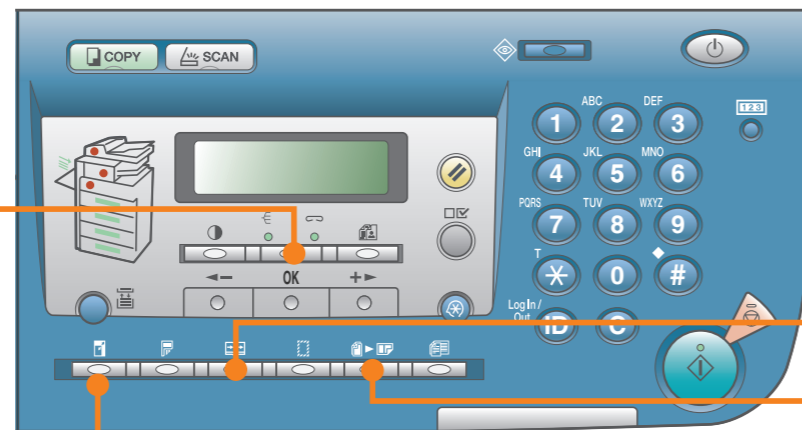 COPY SCAN
ABC DEF
1 2 3
123
GHI JKL MNO
4 5 6
PQRS TUV WXYZ
7 8 9
T
0 #
OK
Log In /
Out ID C